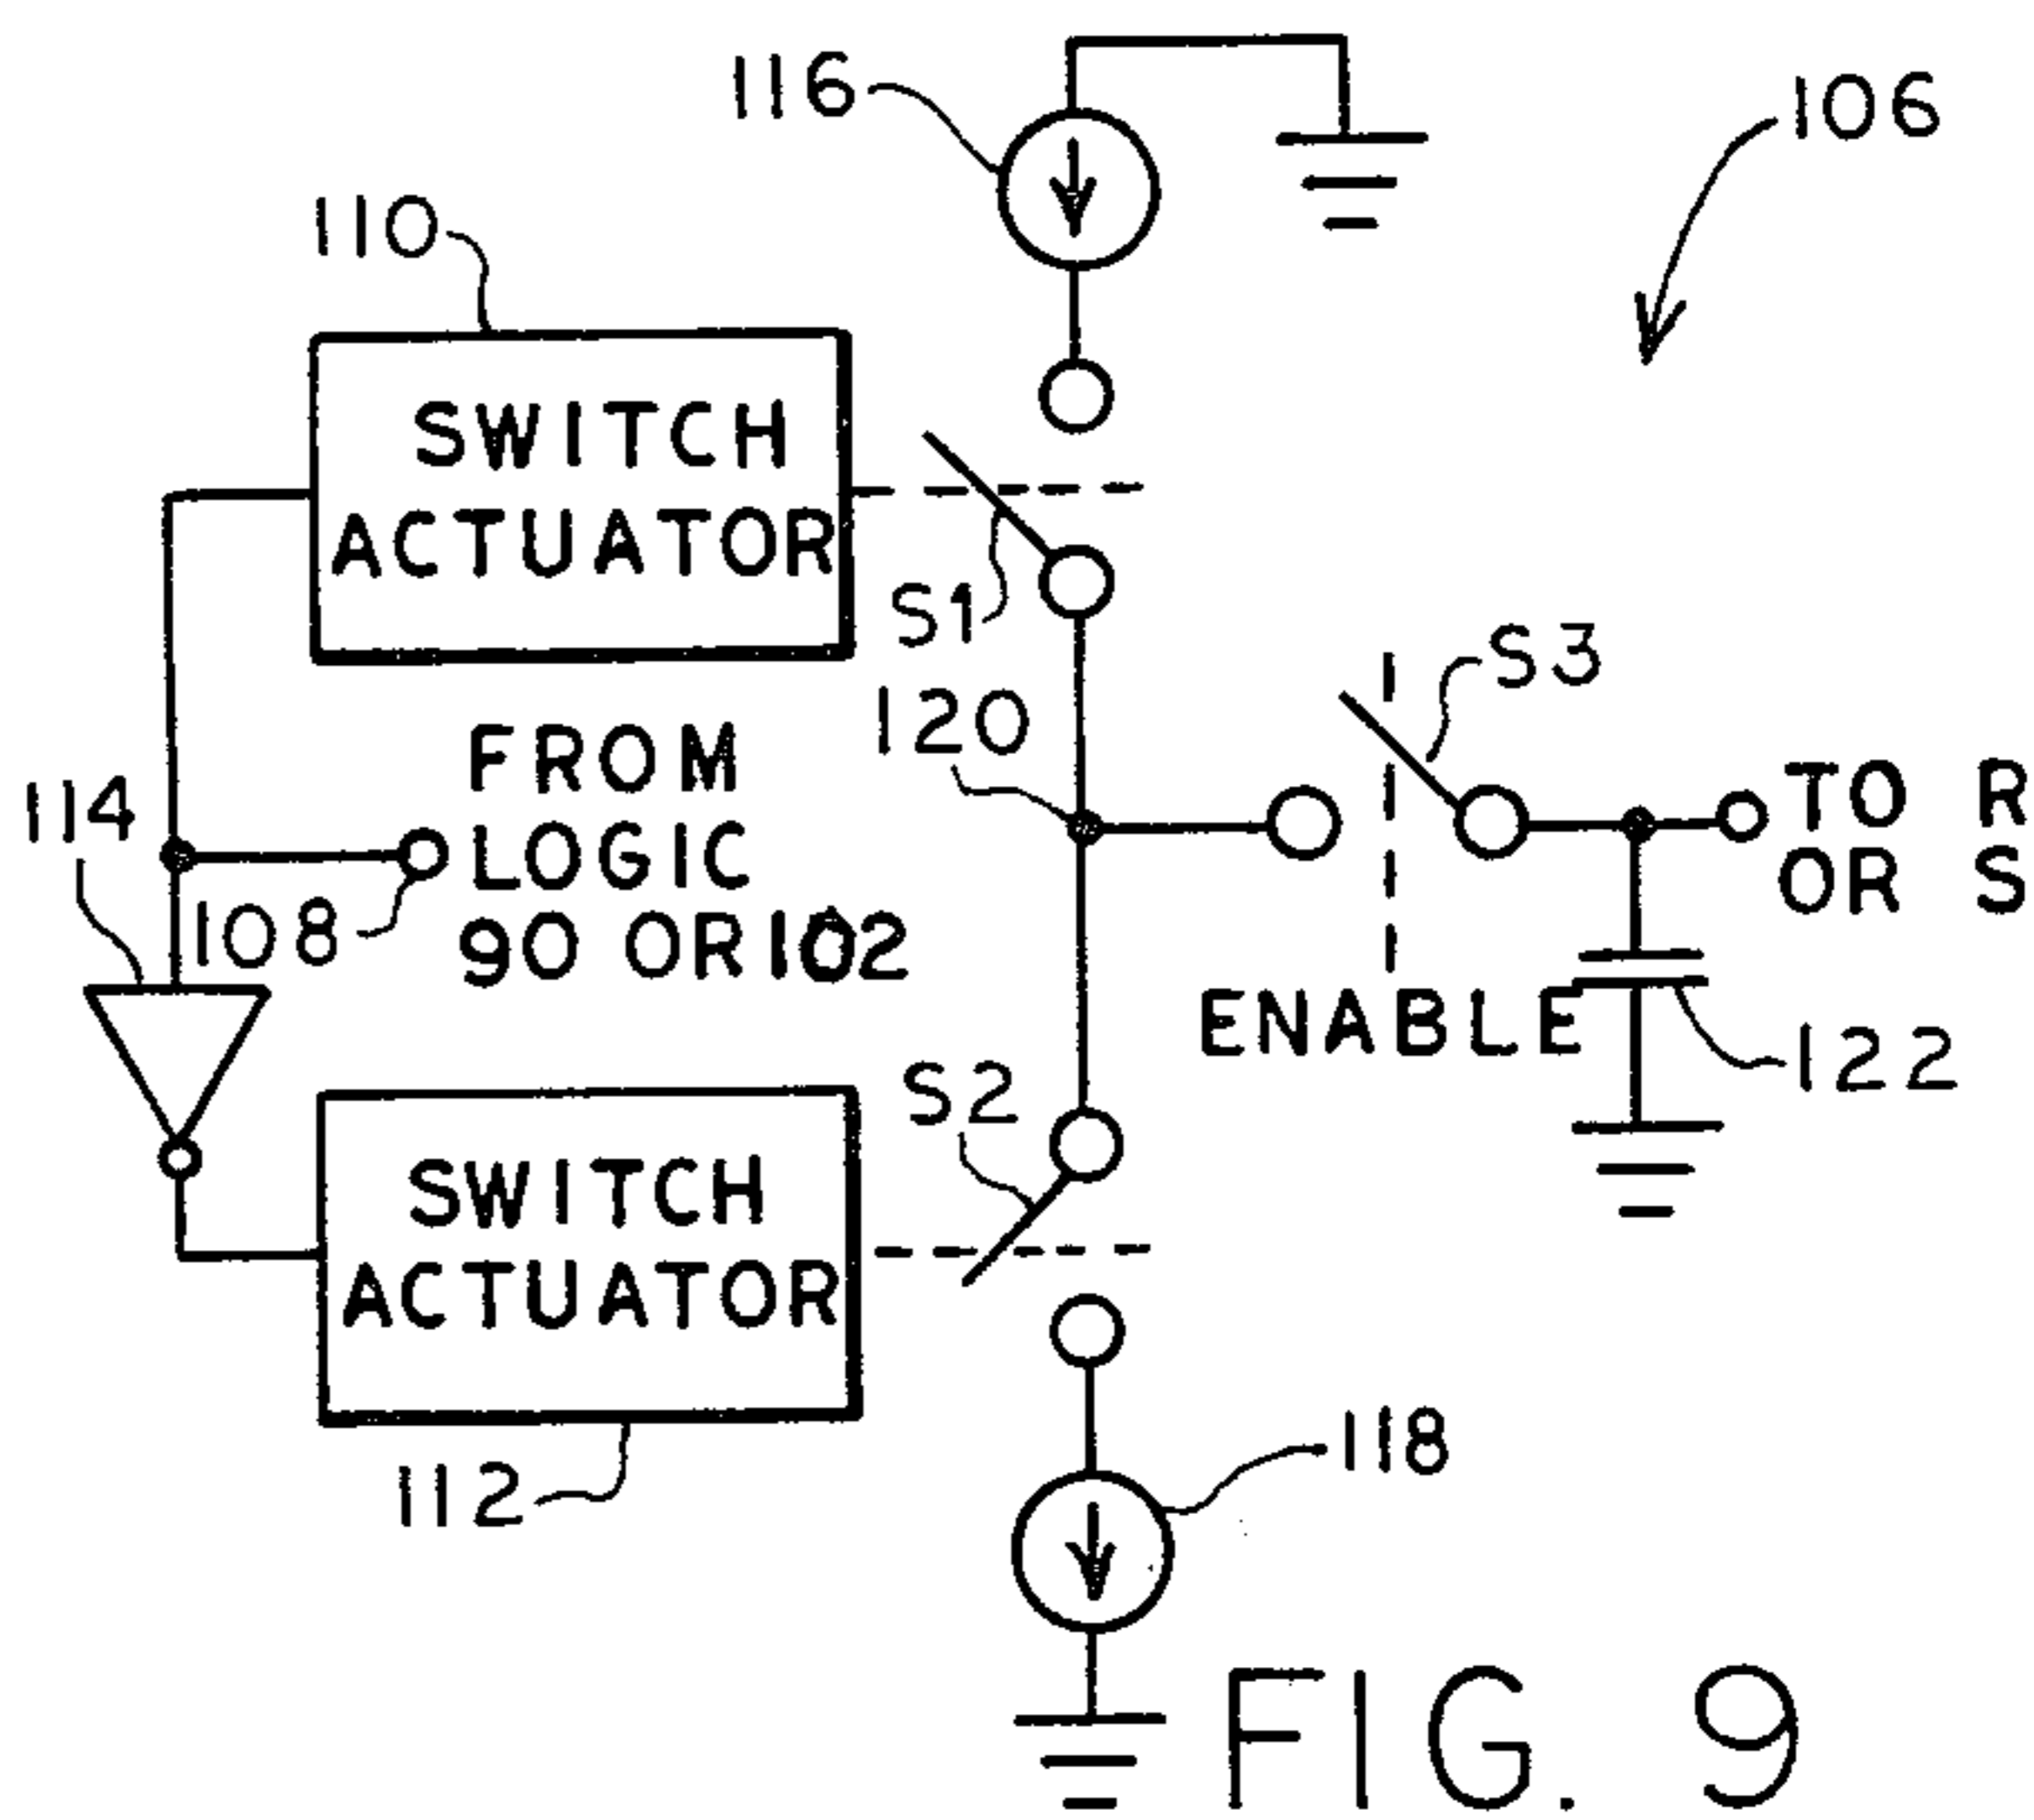 116
106
110
SWITCH
ACTUATOR
S1
S3
120
FROM
LOGIC
90 OR 102
TO R
OR S
114
108
ENABLE
122
S2
SWITCH
ACTUATOR
118
112
FIG. 9